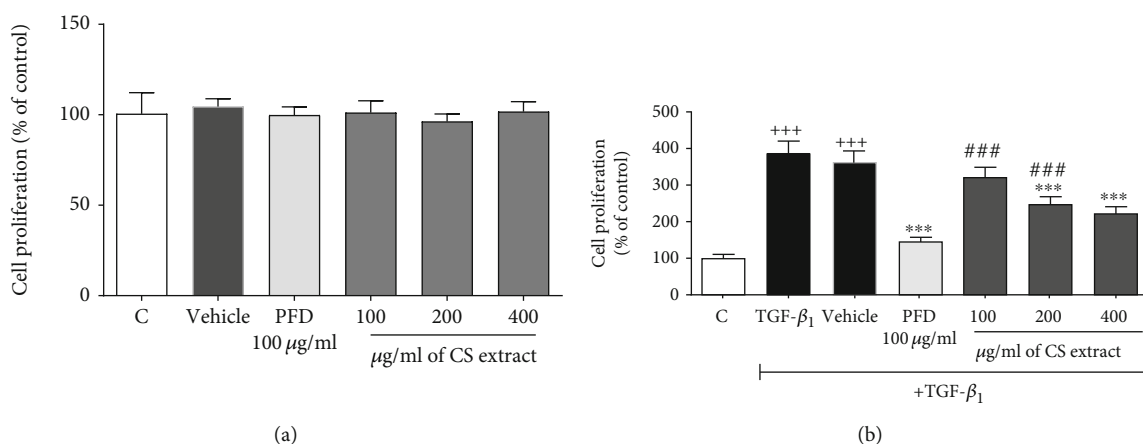 Cell proliferation (% of control)
150
100
50
0
C
Vehicle
PFD
100 μg/ml
100
200
400
μg/ml of CS extract
(a)
Cell proliferation
(% of control)
500
400
300
200
100
0
+++
+++
***
###
###
***
***
C
TGF-β1
Vehicle
PFD
100 μg/ml
100
200
400
μg/ml of CS extract
+TGF-β1
(b)